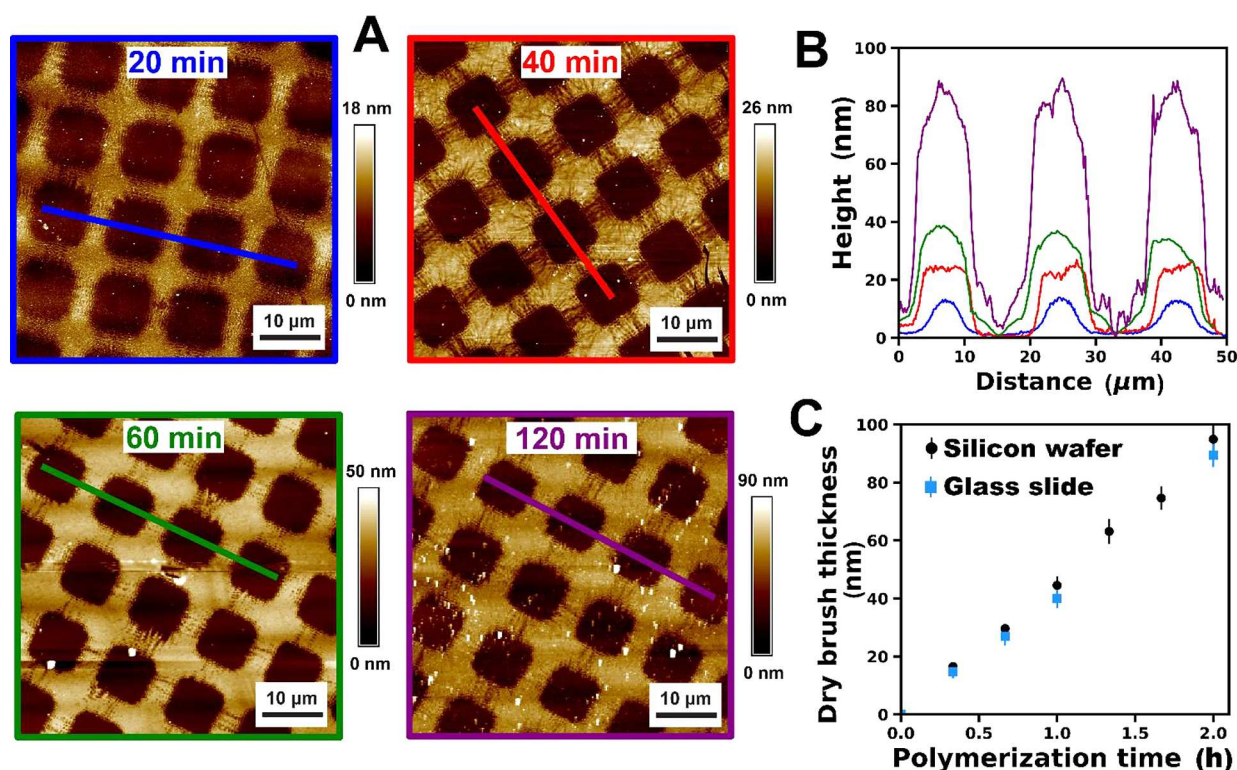 A
20 min
18 nm
0 nm
10 µm
40 min
26 nm
0 nm
10 µm
60 min
50 nm
0 nm
10 µm
120 min
90 nm
0 nm
10 µm
B
Height (nm)
100
80
60
40
20
0
0 10 20 30 40 50
Distance (µm)
C
Dry brush thickness
(nm)
100
80
60
40
20
0
Silicon wafer
Glass slide
0.0 0.5 1.0 1.5 2.0
Polymerization time (h)